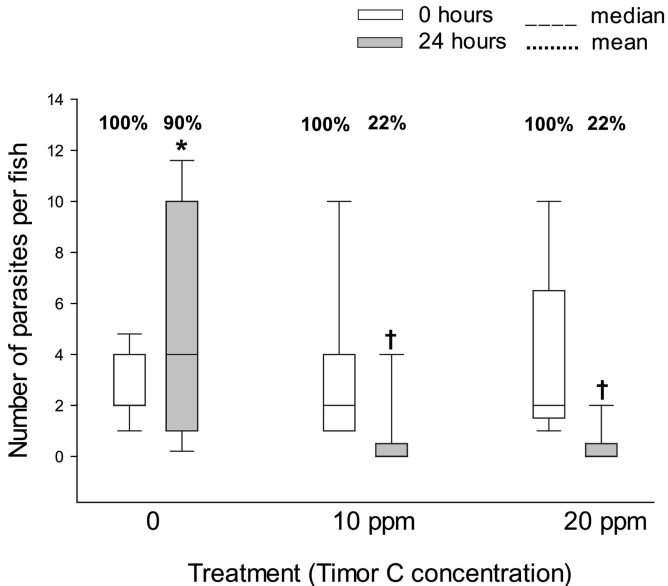 0 hours
median
24 hours
mean
14
12
10
8
6
4
2
0
Number of parasites per fish
100% 90%
*
100% 22%
†
100% 22%
†
0
10 ppm
20 ppm
Treatment (Timor C concentration)